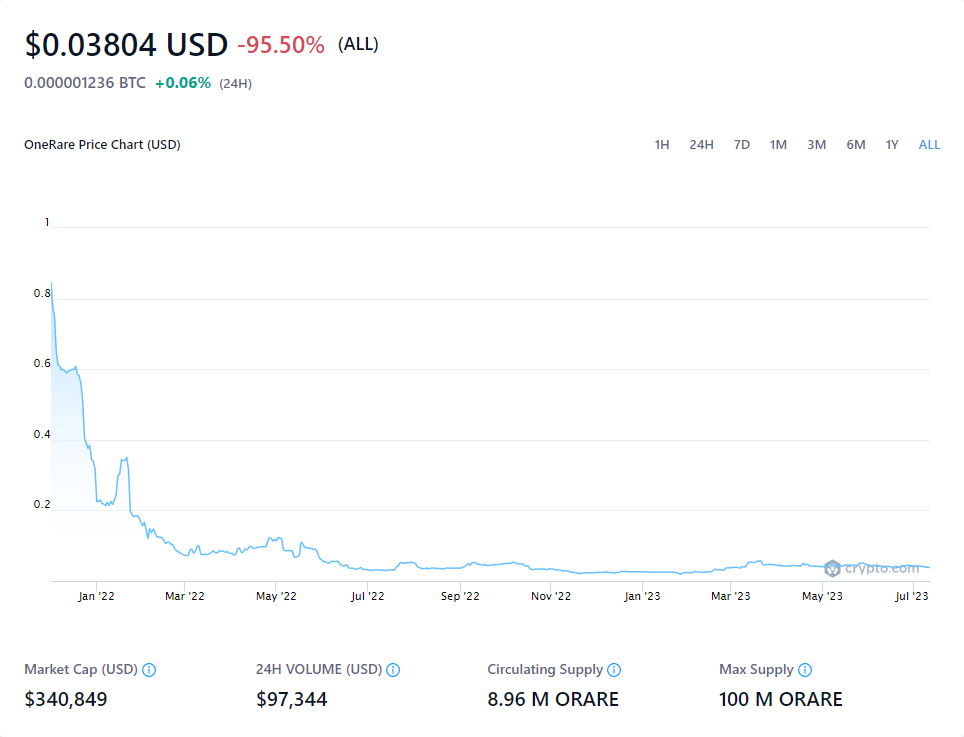 $0.03804 USD -95.50% (ALL)
0.000001236 BTC +0.06% (24H)
OneRare Price Chart (USD) 1H 24H 7D 1M 3M 6M 1Y ALL
1
0.8
0.6
0.4
0.2
crypto.com
Jan '22 Mar '22 May '22 Jul '22 Sep '22 Nov '22 Jan '23 Mar '23 May '23 Jul '23
Market Cap (USD) 24H VOLUME (USD) Circulating Supply Max Supply
$340,849 $97,344 8.96 M ORARE 100 M ORARE